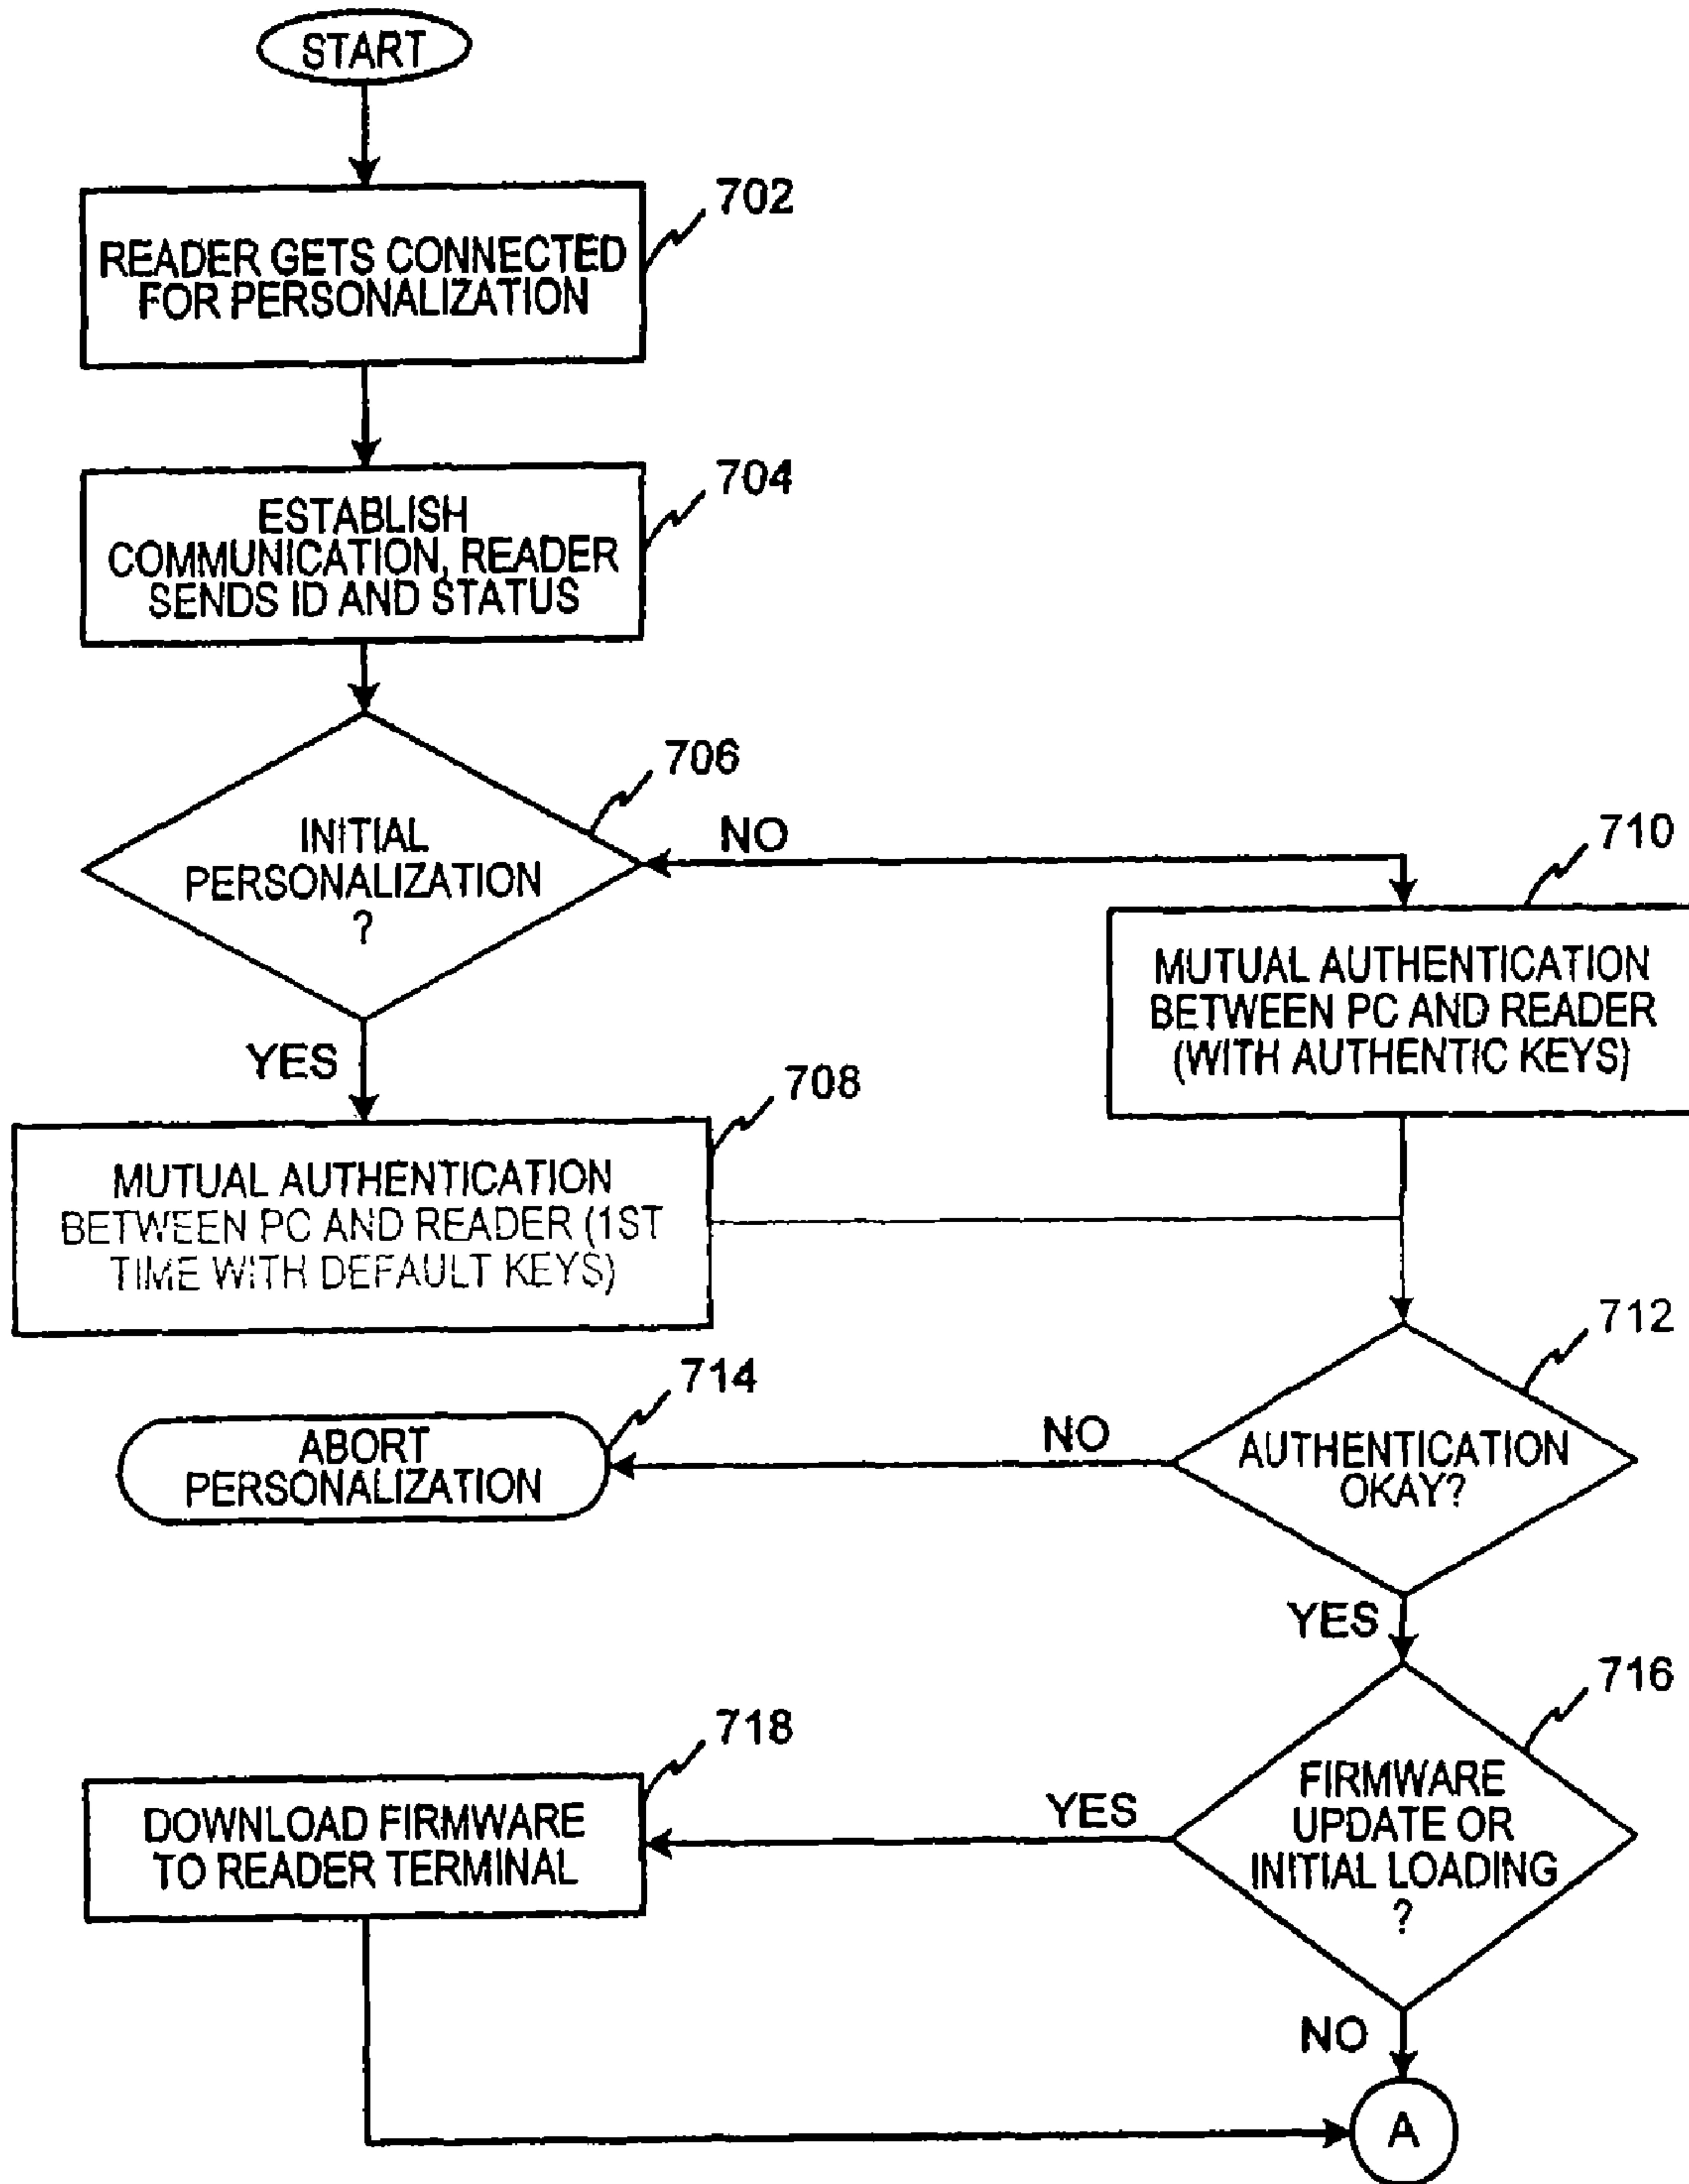 START
702
READER GETS CONNECTED
FOR PERSONALIZATION
704
ESTABLISH
COMMUNICATION, READER
SENDS ID AND STATUS
706
INITIAL
PERSONALIZATION
?
NO
710
MUTUAL AUTHENTICATION
BETWEEN PC AND READER
(WITH AUTHENTIC KEYS)
YES
708
MUTUAL AUTHENTICATION
BETWEEN PC AND READER (1ST
TIME WITH DEFAULT KEYS)
712
AUTHENTICATION
OKAY?
NO
714
ABORT
PERSONALIZATION
YES
716
FIRMWARE
UPDATE OR
INITIAL LOADING
?
YES
718
DOWNLOAD FIRMWARE
TO READER TERMINAL
NO
A